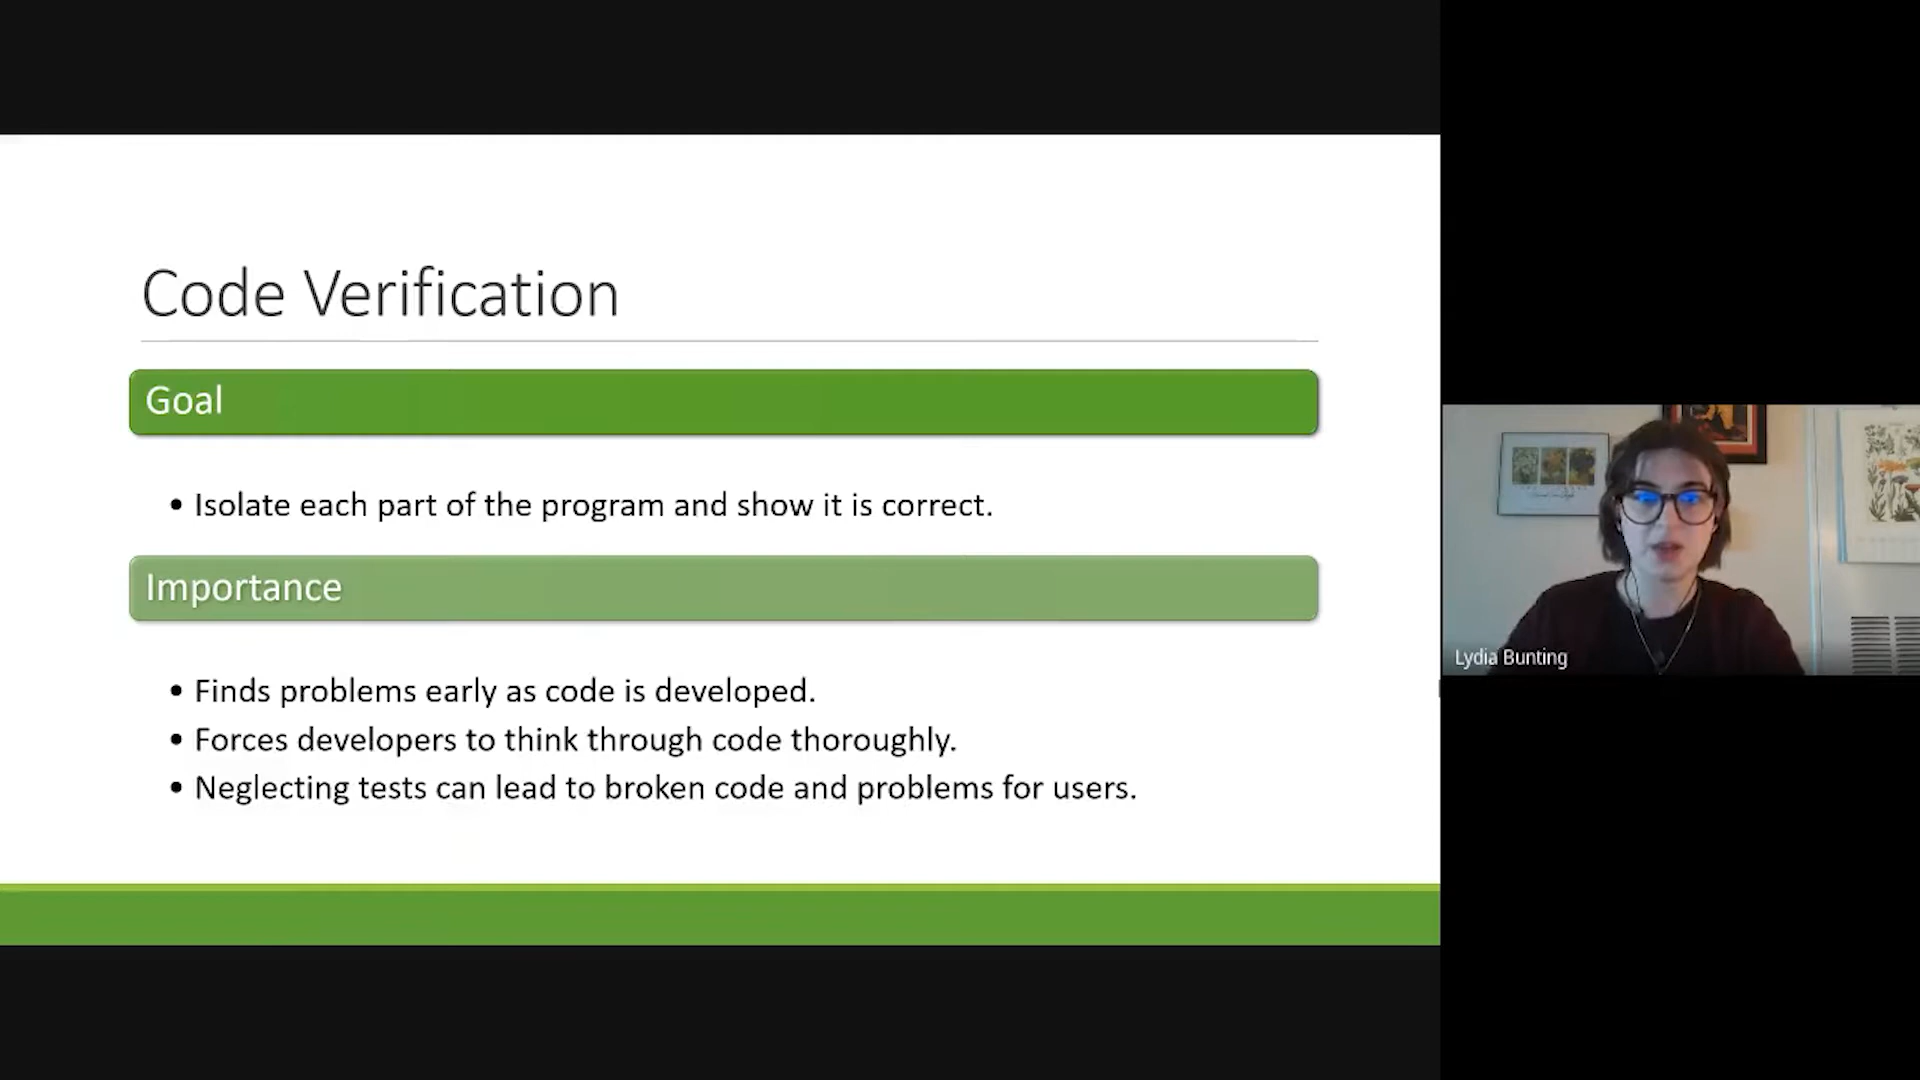 Code Verification
Goal
• Isolate each part of the program and show it is correct.
Importance
• Finds problems early as code is developed.
• Forces developers to think through code thoroughly.
• Neglecting tests can lead to broken code and problems for users.
Lydia Bunting